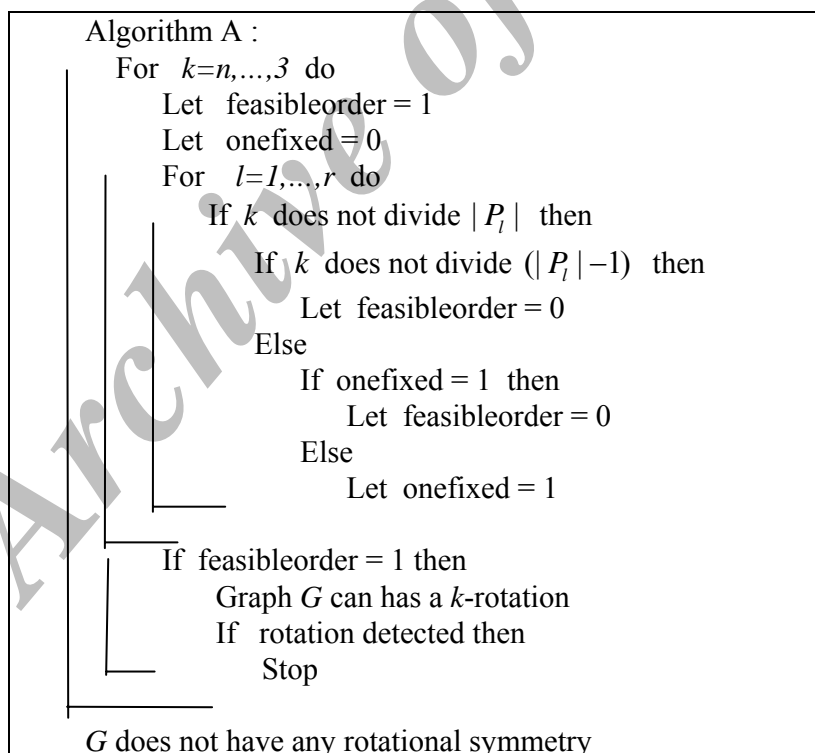 Algorithm A :
For k=n,...,3 do
Let feasibleorder = 1
Let onefixed = 0
For l=1,...,r do
If k does not divide | P_l | then
If k does not divide (| P_l | −1) then
Let feasibleorder = 0
Else
If onefixed = 1 then
Let feasibleorder = 0
Else
Let onefixed = 1
If feasibleorder = 1 then
Graph G can has a k-rotation
If rotation detected then
Stop
G does not have any rotational symmetry
Archive of